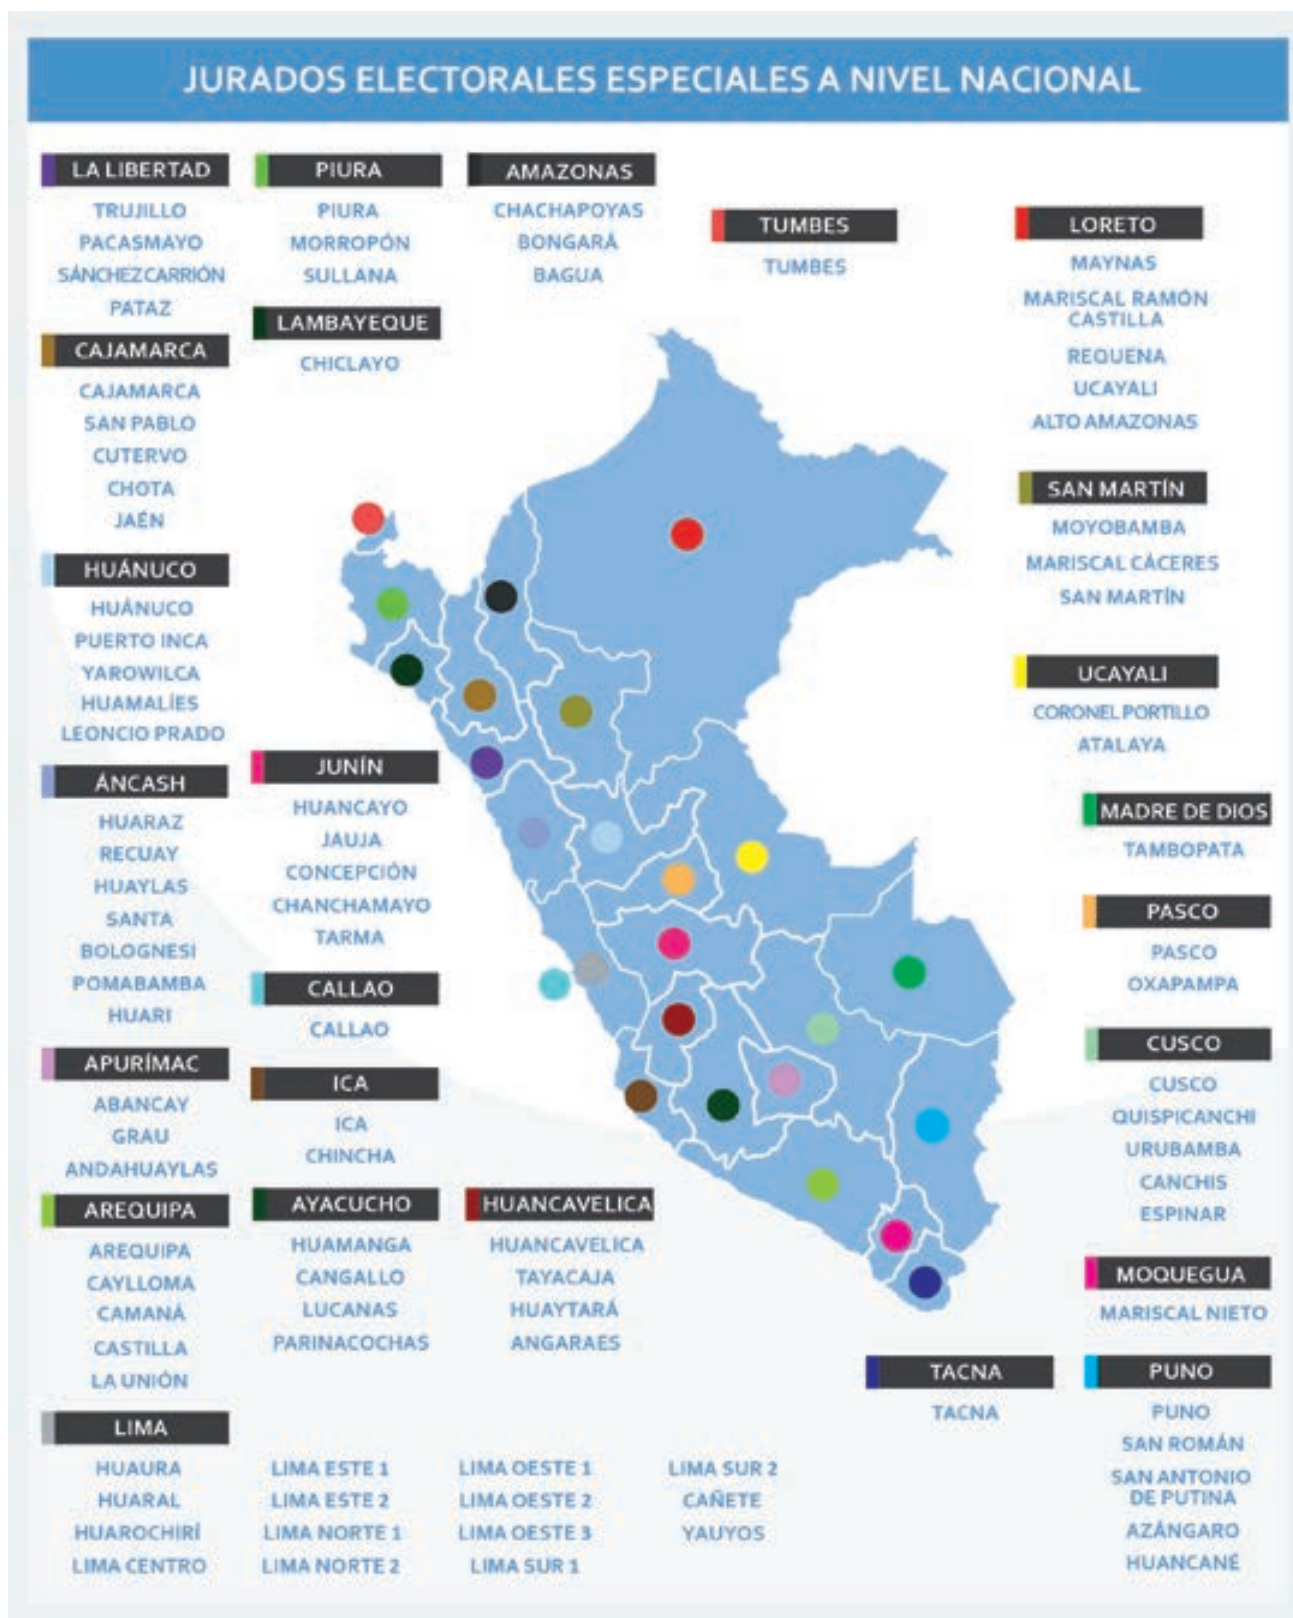 JURADOS ELECTORALES ESPECIALES A NIVEL NACIONAL
LA LIBERTAD
TRUJILLO
PACASMAYO
SÁNCHEZ CARRIÓN
PATAZ
PIURA
PIURA
MORROPÓN
SULLANA
AMAZONAS
CHACHAPOYAS
BONGARÁ
BAGUA
TUMBES
TUMBES
LORETO
MAYNAS
MARISCAL RAMÓN
CASTILLA
REQUENA
UCAYALI
ALTO AMAZONAS
LAMBAYEQUE
CHICLAYO
CAJAMARCA
CAJAMARCA
SAN PABLO
CUTERVO
CHOTA
JAÉN
SAN MARTÍN
MOYOBAMBA
MARISCAL CÁCERES
SAN MARTÍN
HUÁNUCO
HUÁNUCO
PUERTO INCA
YAROWILCA
HUAMALÍES
LEONCIO PRADO
UCAYALI
CORONEL PORTILLO
ATALAYA
ÁNCASH
HUARAZ
RECUAY
HUAYLAS
SANTA
BOLOGNESI
POMABAMBA
HUARI
JUNÍN
HUANCAYO
JAUJA
CONCEPCIÓN
CHANCHAMAYO
TARMA
MADRE DE DIOS
TAMBOPATA
PASCO
PASCO
OXAPAMPA
CALLAO
CALLAO
CUSCO
CUSCO
QUISPICANCHI
URUBAMBA
CANCHIS
ESPINAR
APURÍMAC
ABANCAY
GRAU
ANDAHUAYLAS
ICA
ICA
CHINCHA
AREQUIPA
AREQUIPA
CAYLLOMA
CAMANÁ
CASTILLA
LA UNIÓN
AYACUCHO
HUAMANGA
CANGALLO
LUCANAS
PARINACOCHAS
HUANCAVELICA
HUANCAVELICA
TAYACAJA
HUAYTARÁ
ANGARAES
MOQUEGUA
MARISCAL NIETO
TACNA
TACNA
PUNO
PUNO
SAN ROMÁN
SAN ANTONIO
DE PUTINA
AZÁNGARO
HUANCANÉ
LIMA
HUAURA
HUARAL
HUAROCHIRÍ
LIMA CENTRO
LIMA ESTE 1
LIMA ESTE 2
LIMA NORTE 1
LIMA NORTE 2
LIMA OESTE 1
LIMA OESTE 2
LIMA OESTE 3
LIMA SUR 1
LIMA SUR 2
CAÑETE
YAUYOS